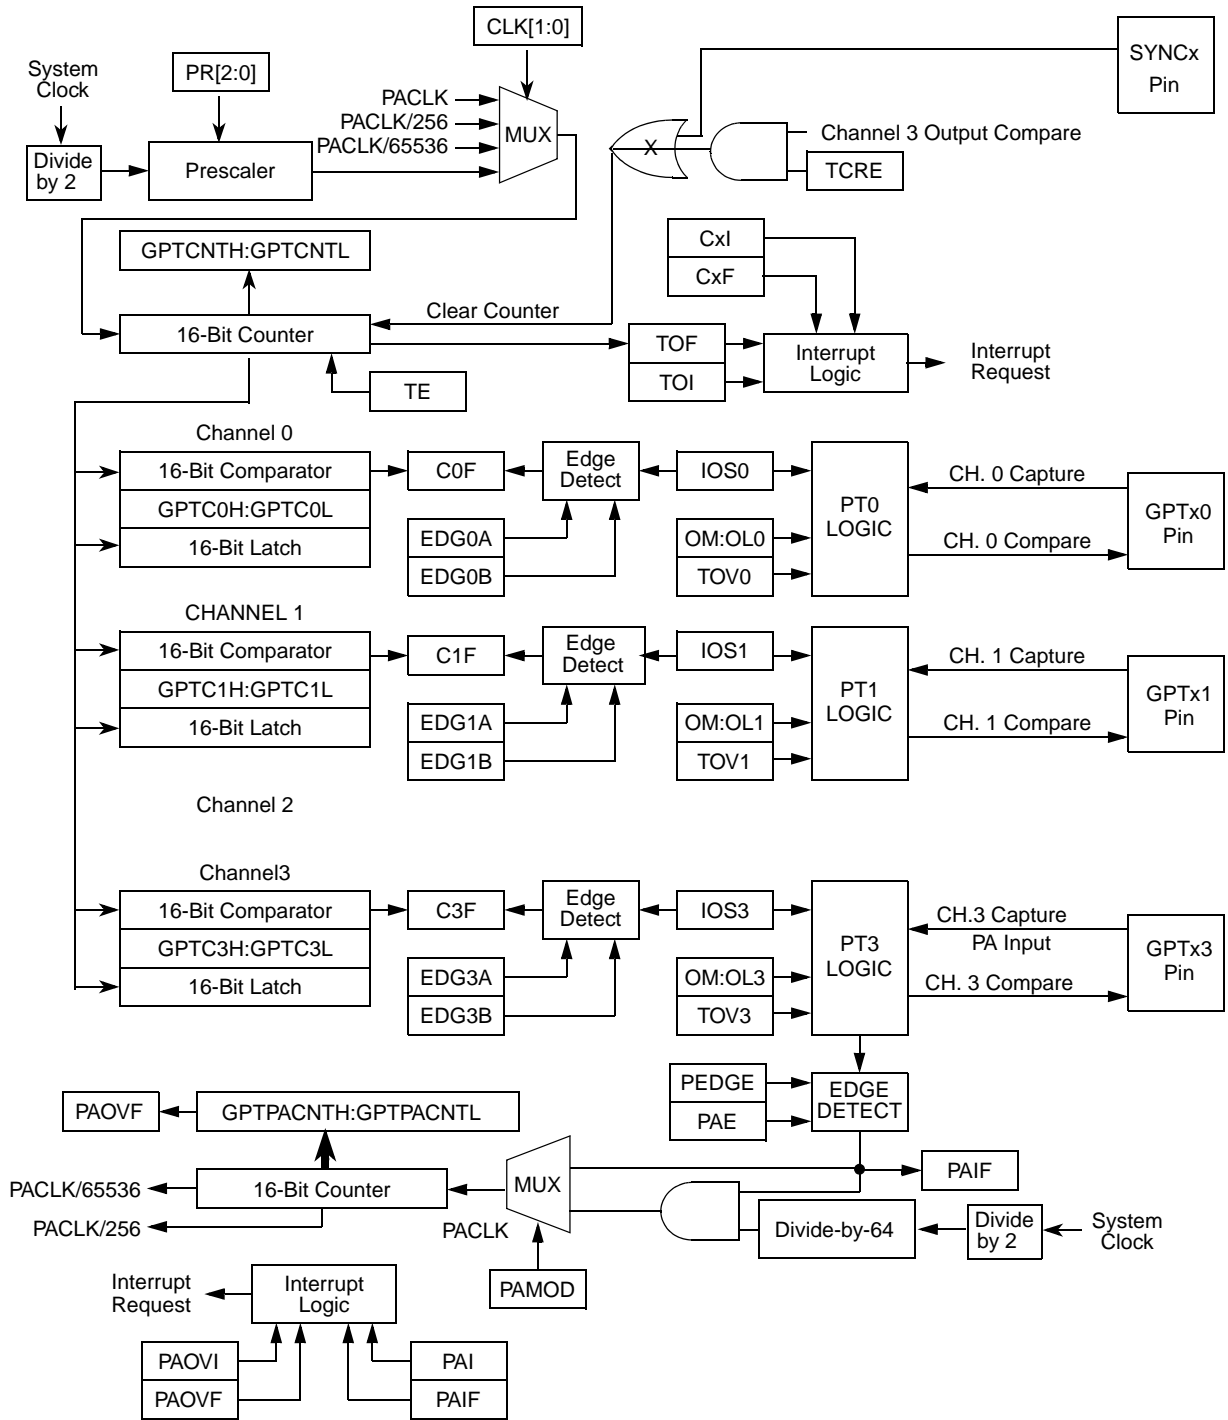 CLK[1:0]
SYNCx
Pin
System
Clock
PR[2:0]
PACLK
PACLK/256
PACLK/65536
MUX
Divide
by 2
Prescaler
X
Channel 3 Output Compare
TCRE
GPTCNTH:GPTCNTL
CxI
CxF
Clear Counter
16-Bit Counter
TOF
TOI
Interrupt
Logic
Interrupt
Request
TE
Channel 0
16-Bit Comparator
GPTC0H:GPTC0L
16-Bit Latch
C0F
Edge
Detect
IOS0
EDG0A
EDG0B
OM:OL0
TOV0
PT0
LOGIC
CH. 0 Capture
CH. 0 Compare
GPTx0
Pin
CHANNEL 1
16-Bit Comparator
GPTC1H:GPTC1L
16-Bit Latch
C1F
Edge
Detect
IOS1
EDG1A
EDG1B
OM:OL1
TOV1
PT1
LOGIC
CH. 1 Capture
CH. 1 Compare
GPTx1
Pin
Channel 2
Channel3
16-Bit Comparator
GPTC3H:GPTC3L
16-Bit Latch
C3F
Edge
Detect
IOS3
EDG3A
EDG3B
OM:OL3
TOV3
PT3
LOGIC
CH.3 Capture
PA Input
CH. 3 Compare
GPTx3
Pin
PEDGE
PAE
EDGE
DETECT
PAOVF
GPTPACNTH:GPTPACNTL
PACLK/65536
16-Bit Counter
PACLK/256
PACLK
MUX
PAIF
Divide-by-64
Divide
by 2
System
Clock
PAMOD
Interrupt
Request
Interrupt
Logic
PAOVI
PAOVF
PAI
PAIF